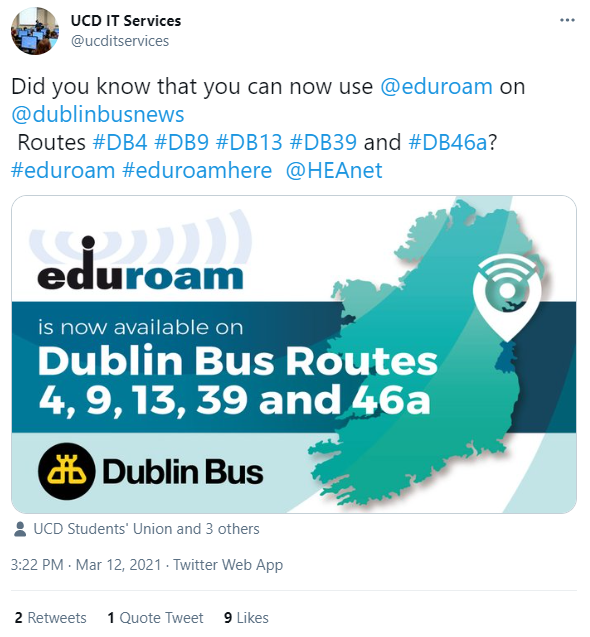 UCD IT Services
@ucditservices
Did you know that you can now use @eduroam on
@dublinbusnews
Routes #DB4 #DB9 #DB13 #DB39 and #DB46a?
#eduroam #eduroamhere @HEAnet
eduroam
is now available on
Dublin Bus Routes
4, 9, 13, 39 and 46a
Dublin Bus
UCD Students' Union and 3 others
3:22 PM · Mar 12, 2021 · Twitter Web App
2 Retweets 1 Quote Tweet 9 Likes